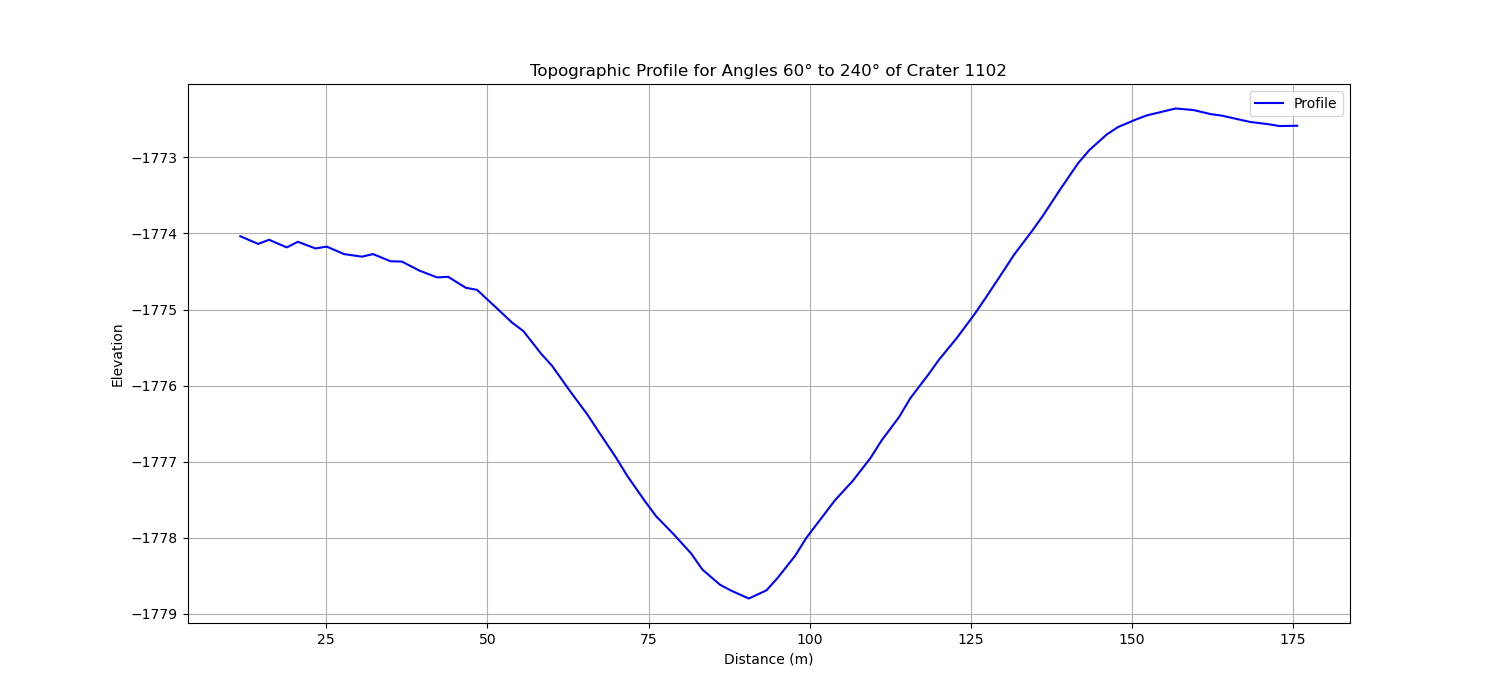 Topographic Profile for Angles 60° to 240° of Crater 1102
Profile
Elevation
−1773
−1774
−1775
−1776
−1777
−1778
−1779
25 50 75 100 125 150 175
Distance (m)